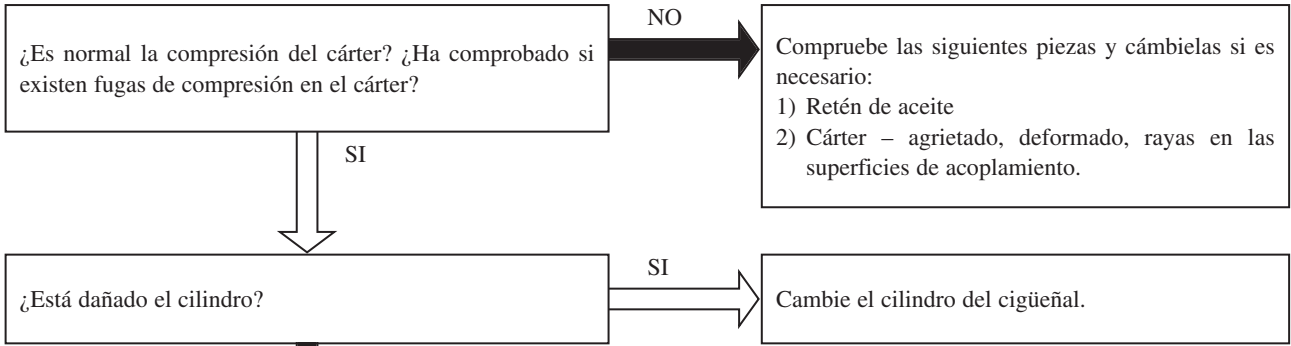 NO
¿Es normal la compresión del cárter? ¿Ha comprobado si
existen fugas de compresión en el cárter?
Compruebe las siguientes piezas y cámbielas si es
necesario:
1) Retén de aceite
2) Cárter – agrietado, deformado, rayas en las
superficies de acoplamiento.
SI
¿Está dañado el cilindro?
SI
Cambie el cilindro del cigüeñal.